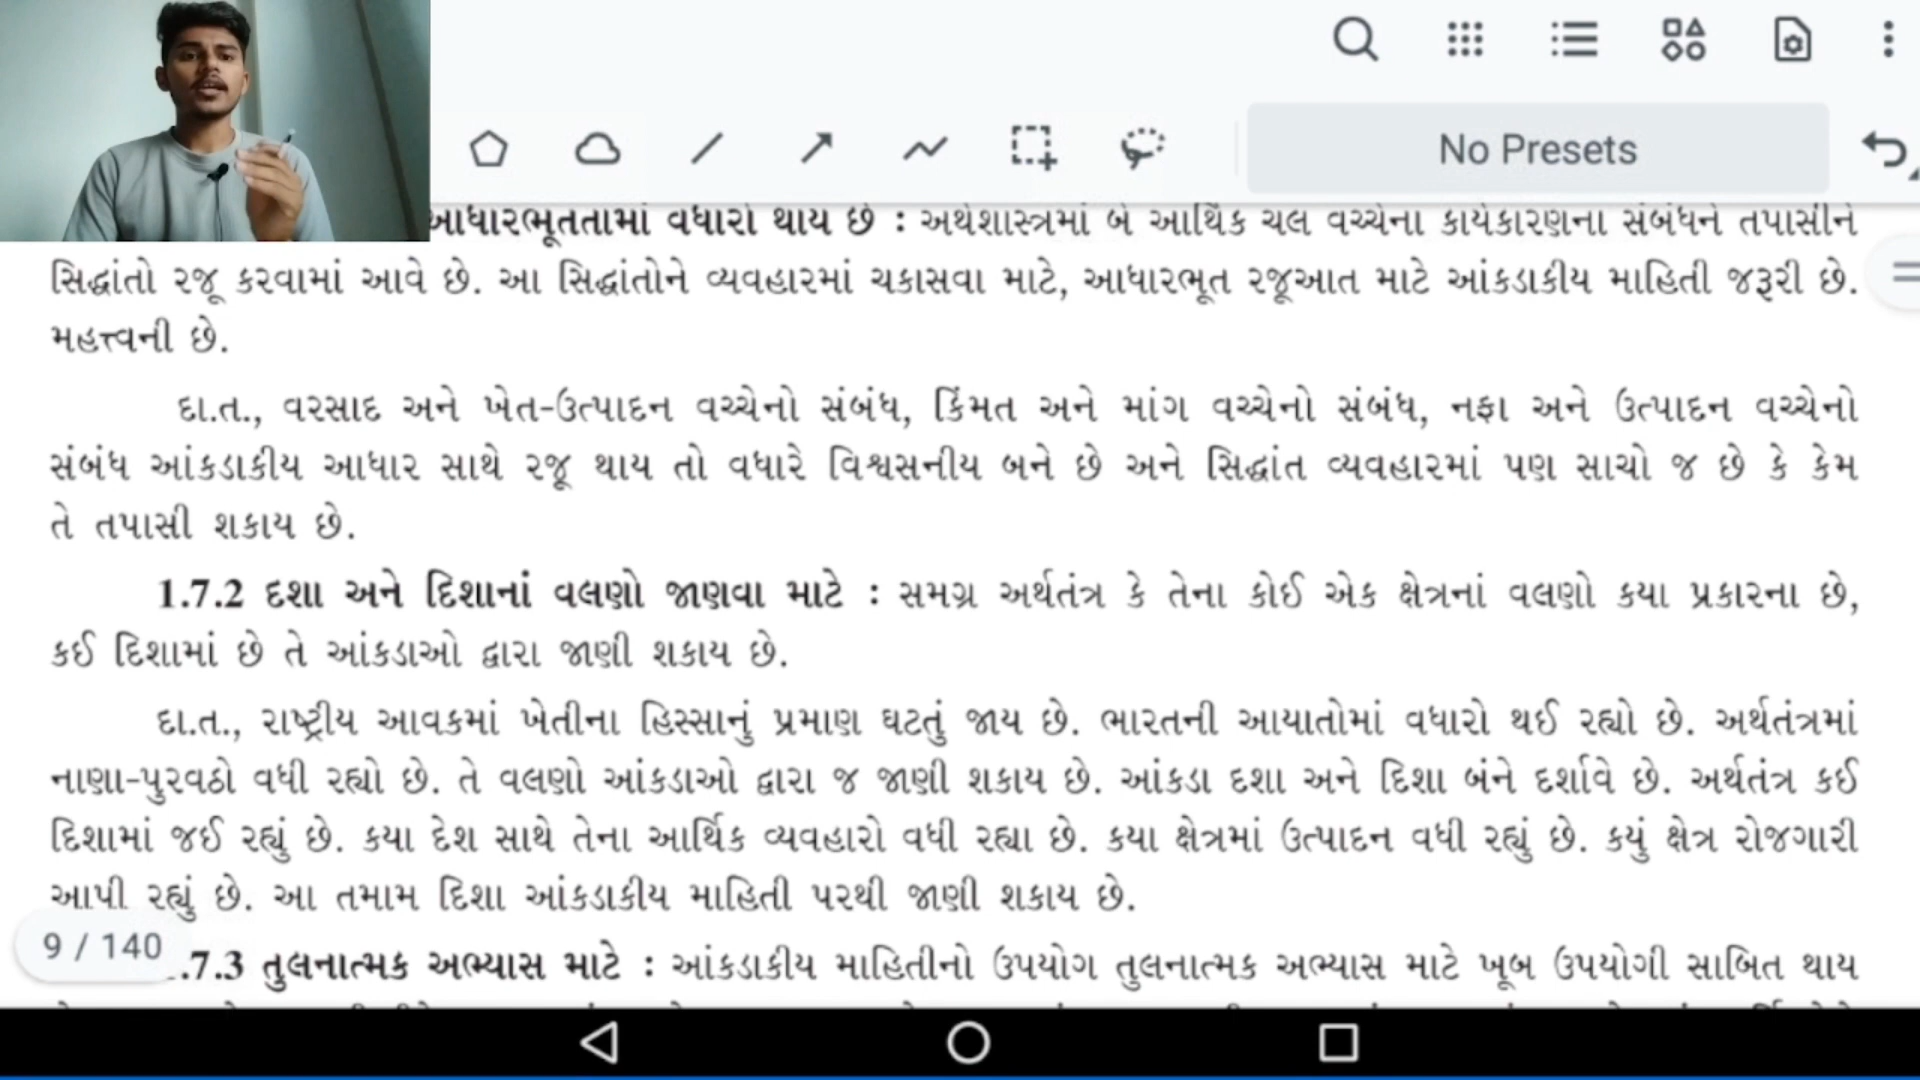 No Presets
આધારભૂતતામાં વધારો થાય છે : અર્થશાસ્ત્રમાં બે આર્થિક ચલ વચ્ચેના કાર્યકારણના સંબંધને તપાસીને
સિદ્ધાંતો રજૂ કરવામાં આવે છે. આ સિદ્ધાંતોને વ્યવહારમાં ચકાસવા માટે, આધારભૂત રજૂઆત માટે આંકડાકીય માહિતી જરૂરી છે.
મહત્ત્વની છે.
દા.ત., વરસાદ અને ખેત-ઉત્પાદન વચ્ચેનો સંબંધ, કિંમત અને માંગ વચ્ચેનો સંબંધ, નફા અને ઉત્પાદન વચ્ચેનો
સંબંધ આંકડાકીય આધાર સાથે રજૂ થાય તો વધારે વિશ્વસનીય બને છે અને સિદ્ધાંત વ્યવહારમાં પણ સાચો જ છે કે કેમ
તે તપાસી શકાય છે.
1.7.2 દશા અને દિશાનાં વલણો જાણવા માટે : સમગ્ર અર્થતંત્ર કે તેના કોઈ એક ક્ષેત્રનાં વલણો કયા પ્રકારના છે,
કઈ દિશામાં છે તે આંકડાઓ દ્વારા જાણી શકાય છે.
દા.ત., રાષ્ટ્રીય આવકમાં ખેતીના હિસ્સાનું પ્રમાણ ઘટતું જાય છે. ભારતની આયાતોમાં વધારો થઈ રહ્યો છે. અર્થતંત્રમાં
નાણા-પુરવઠો વધી રહ્યો છે. તે વલણો આંકડાઓ દ્વારા જ જાણી શકાય છે. આંકડા દશા અને દિશા બંને દર્શાવે છે. અર્થતંત્ર કઈ
દિશામાં જઈ રહ્યું છે. કયા દેશ સાથે તેના આર્થિક વ્યવહારો વધી રહ્યા છે. કયા ક્ષેત્રમાં ઉત્પાદન વધી રહ્યું છે. કયું ક્ષેત્ર રોજગારી
આપી રહ્યું છે. આ તમામ દિશા આંકડાકીય માહિતી પરથી જાણી શકાય છે.
9 / 140
.7.3 તુલનાત્મક અભ્યાસ માટે : આંકડાકીય માહિતીનો ઉપયોગ તુલનાત્મક અભ્યાસ માટે ખૂબ ઉપયોગી સાબિત થાય